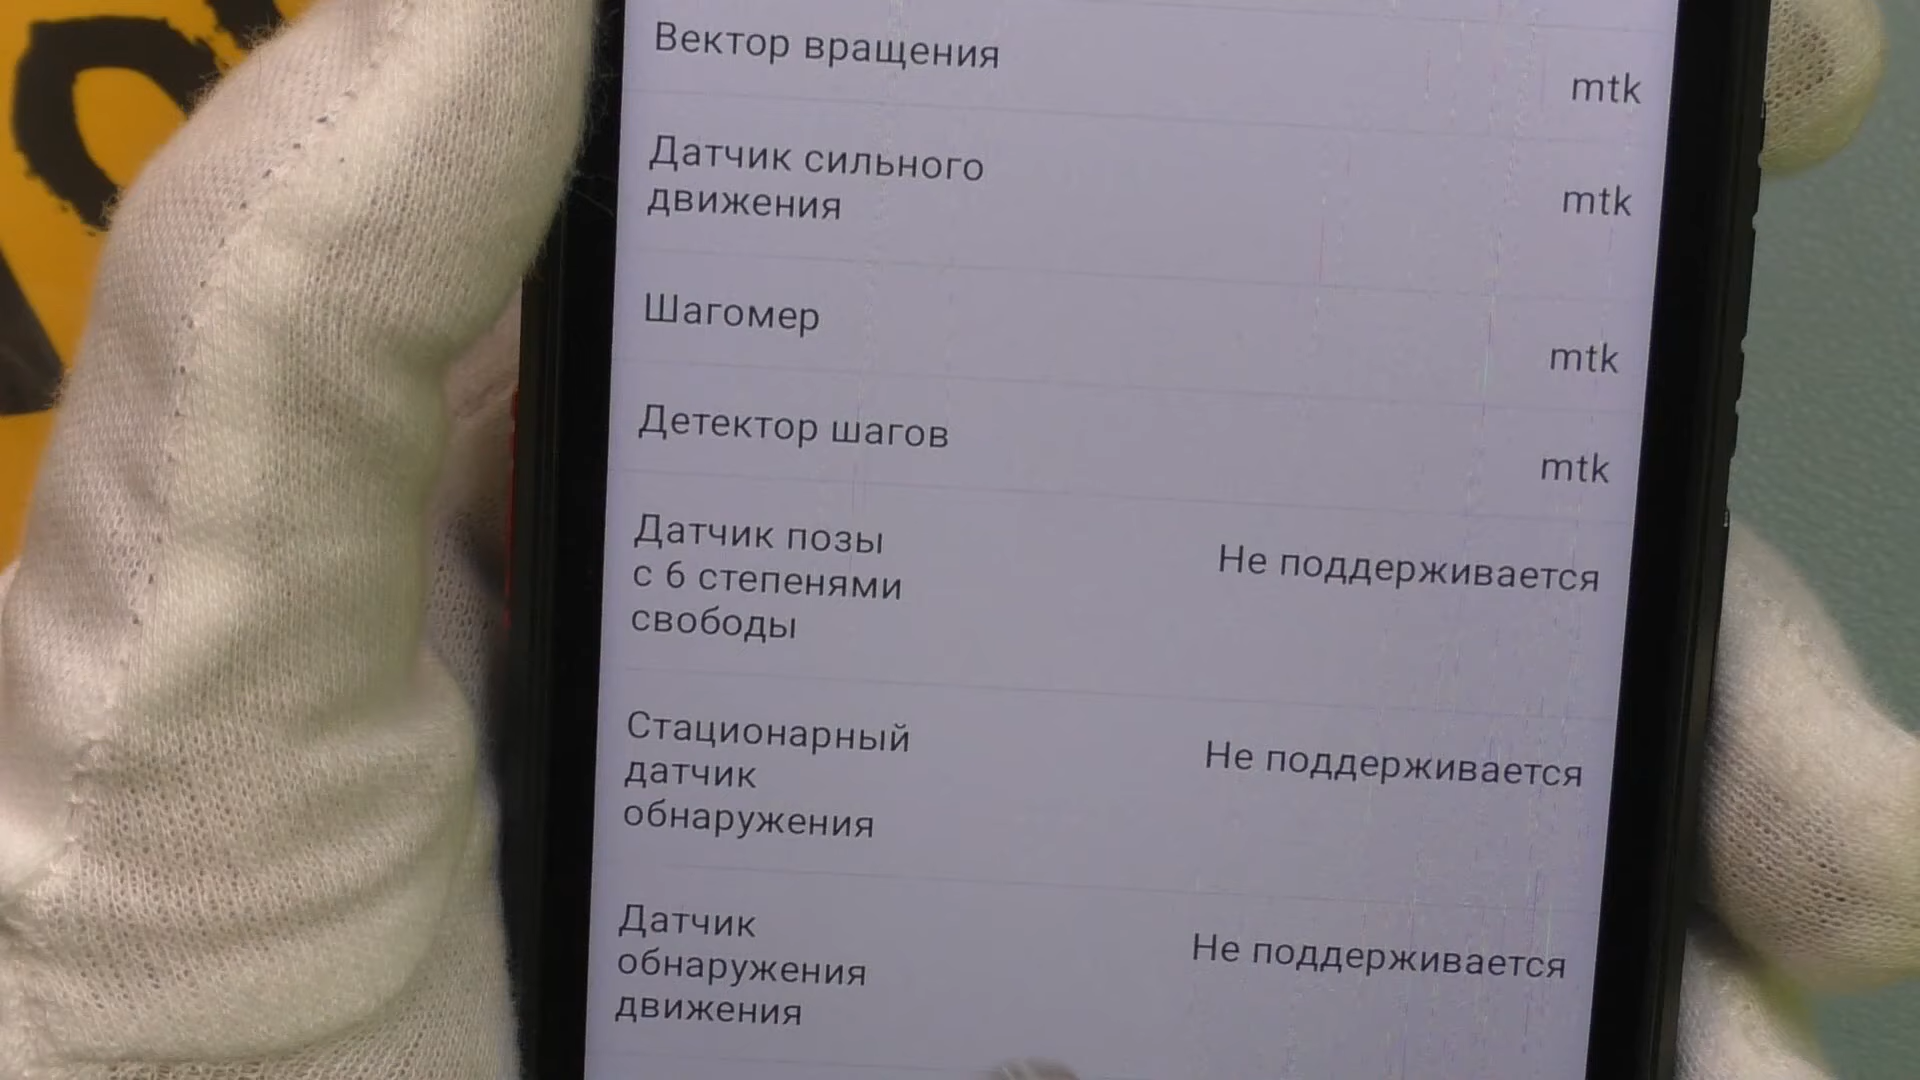 Вектор вращения
mtk
Датчик сильного
движения
mtk
Шагомер
mtk
Детектор шагов
mtk
Датчик позы
с 6 степенями
свободы
Не поддерживается
Стационарный
датчик
обнаружения
Не поддерживается
Датчик
обнаружения
движения
Не поддерживается